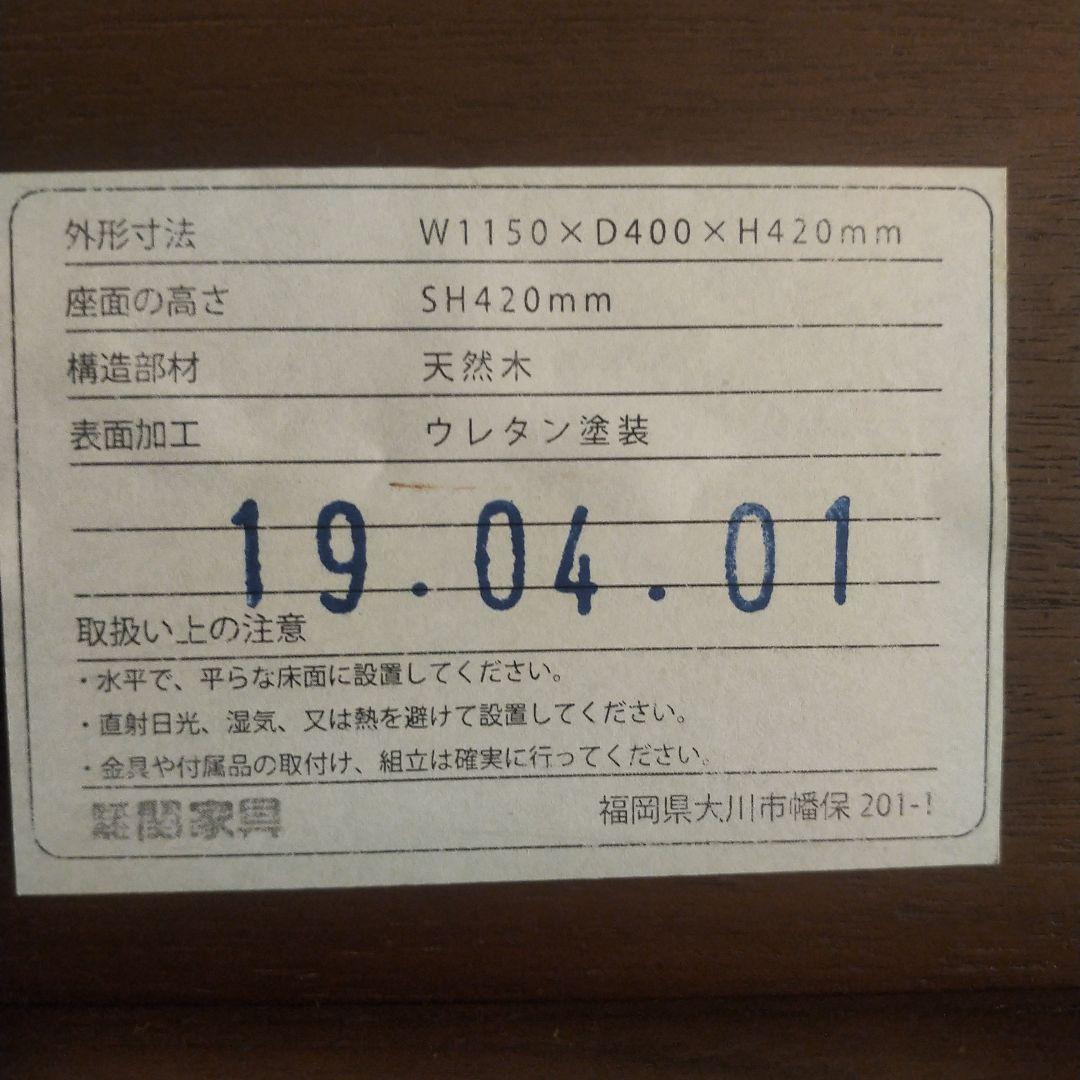 外形寸法 W1150×D400×H420mm
座面の高さ SH420mm
構造部材 天然木
表面加工 ウレタン塗装
19.04.01
取扱い上の注意
・水平で、平らな床面に設置してください。
・直射日光、湿気、又は熱を避けて設置してください。
・金具や付属品の取付け、組立は確実に行ってください。
関家具
福岡県大川市幡保 201-1